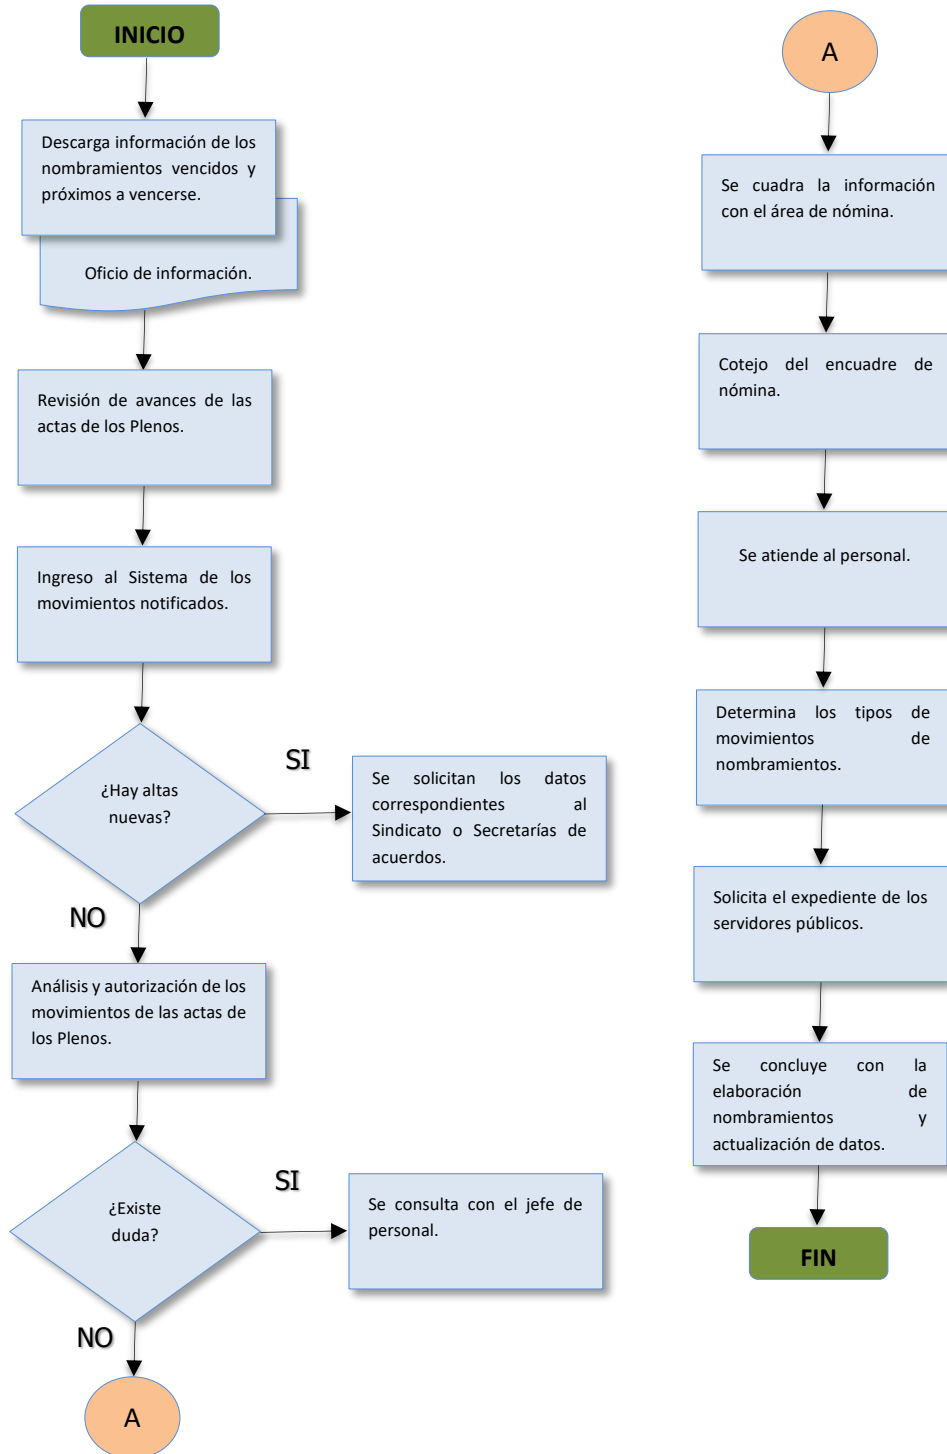 INICIO
Descarga información de los
nombramientos vencidos y
próximos a vencerse.
Oficio de información.
Revisión de avances de las
actas de los Plenos.
Ingreso al Sistema de los
movimientos notificados.
¿Hay altas
nuevas?
SI
Se solicitan los datos
correspondientes al
Sindicato o Secretarías de
acuerdos.
NO
Análisis y autorización de los
movimientos de las actas de
los Plenos.
¿Existe
duda?
SI
Se consulta con el jefe de
personal.
NO
A
A
Se cuadra la información
con el área de nómina.
Cotejo del encuadre de
nómina.
Se atiende al personal.
Determina los tipos de
movimientos de
nombramientos.
Solicita el expediente de los
servidores públicos.
Se concluye con la
elaboración de
nombramientos y
actualización de datos.
FIN